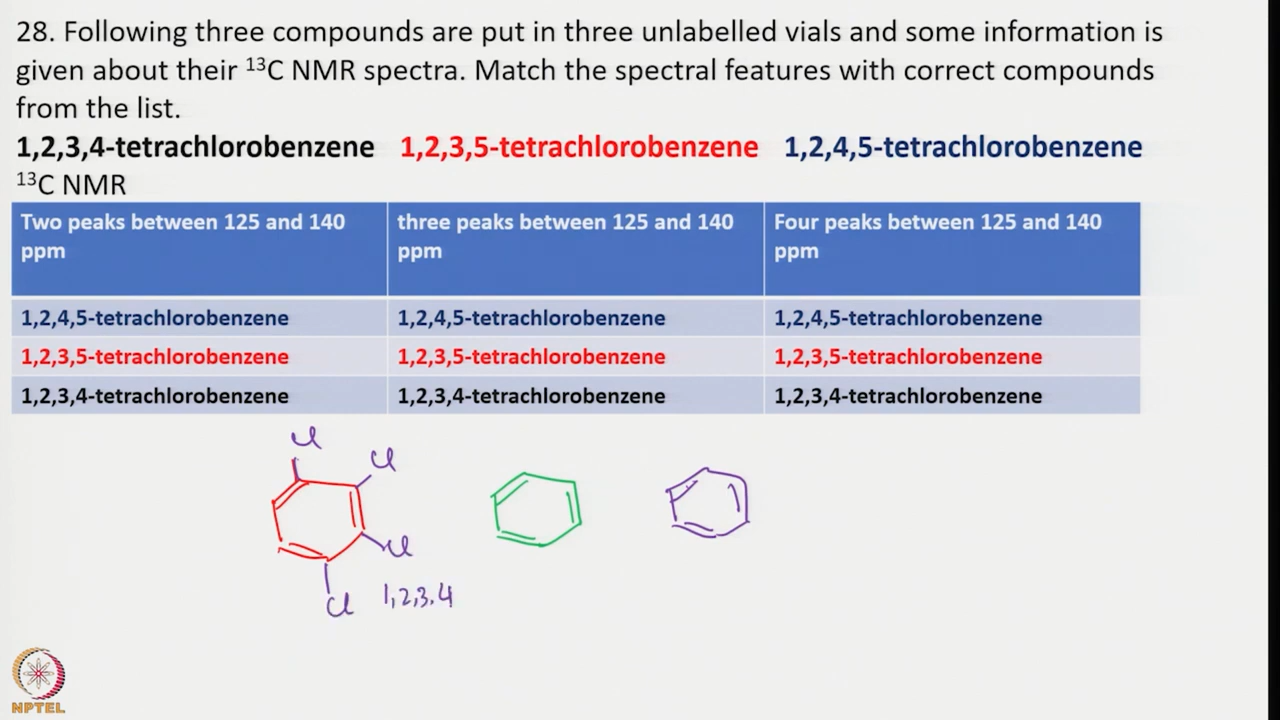 28. Following three compounds are put in three unlabelled vials and some information is
given about their ¹³C NMR spectra. Match the spectral features with correct compounds
from the list.
1,2,3,4-tetrachlorobenzene 1,2,3,5-tetrachlorobenzene 1,2,4,5-tetrachlorobenzene
¹³C NMR
Two peaks between 125 and 140 ppm
three peaks between 125 and 140 ppm
Four peaks between 125 and 140 ppm
1,2,4,5-tetrachlorobenzene 1,2,4,5-tetrachlorobenzene 1,2,4,5-tetrachlorobenzene
1,2,3,5-tetrachlorobenzene 1,2,3,5-tetrachlorobenzene 1,2,3,5-tetrachlorobenzene
1,2,3,4-tetrachlorobenzene 1,2,3,4-tetrachlorobenzene 1,2,3,4-tetrachlorobenzene
Cl
Cl
Cl
Cl 1,2,3,4
NPTEL